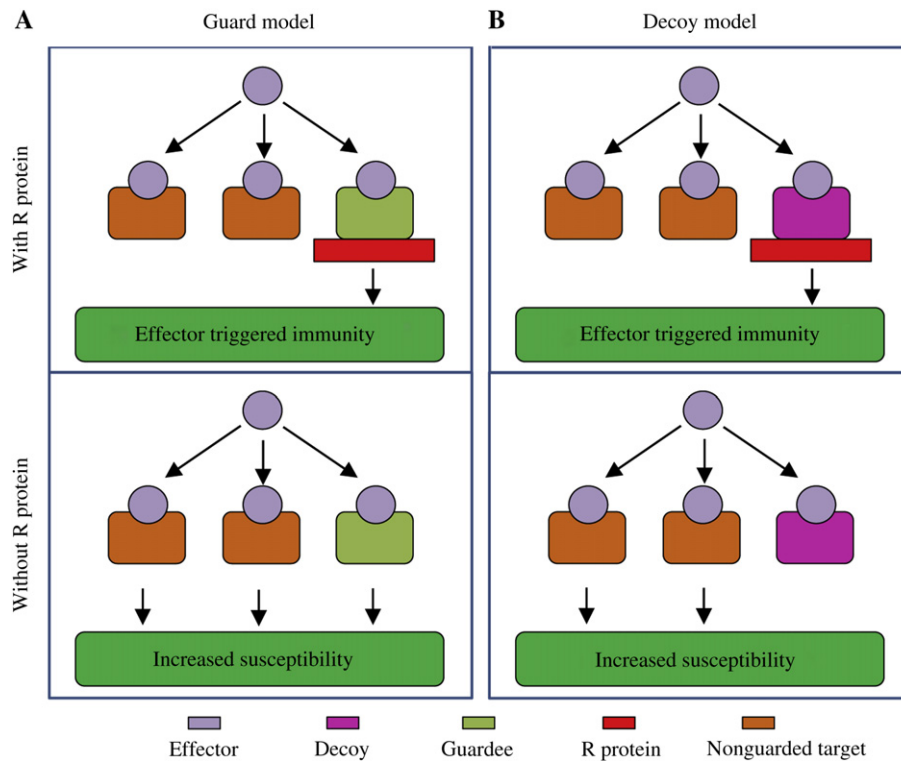 A
Guard model
B
Decoy model
With R protein
Effector triggered immunity
Effector triggered immunity
Without R protein
Increased susceptibility
Increased susceptibility
Effector
Decoy
Guardee
R protein
Nonguarded target